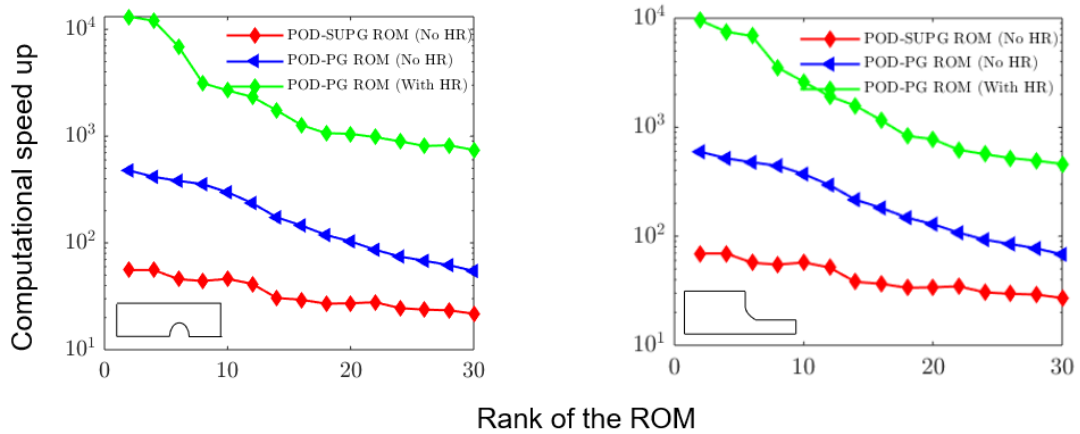 Computational speed up
10^4
10^3
10^2
10^1
0
10
20
30
POD-SUPG ROM (No HR)
POD-PG ROM (No HR)
POD-PG ROM (With HR)
10^4
10^3
10^2
10^1
0
10
20
30
POD-SUPG ROM (No HR)
POD-PG ROM (No HR)
POD-PG ROM (With HR)
Rank of the ROM